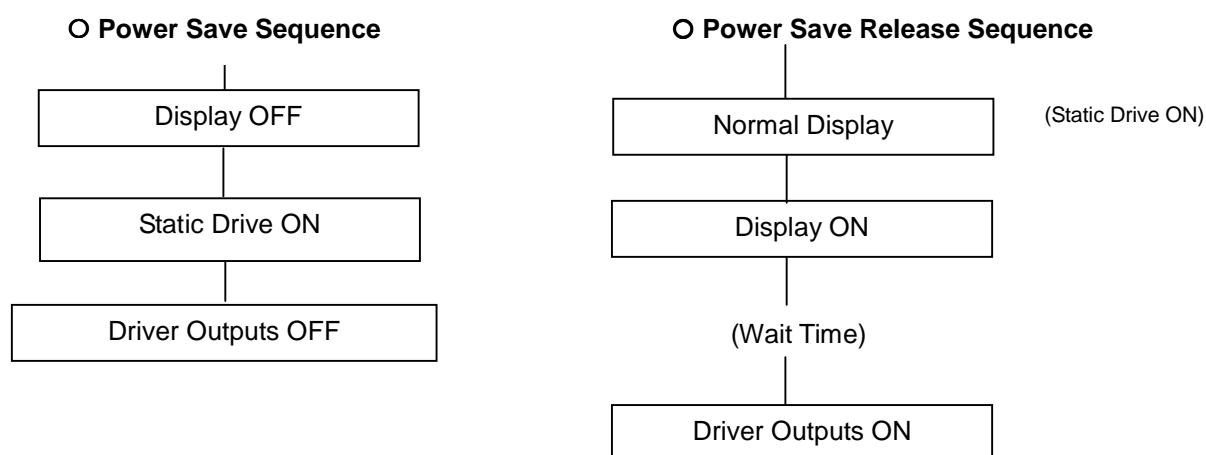 O Power Save Sequence
Display OFF
Static Drive ON
Driver Outputs OFF
O Power Save Release Sequence
Normal Display
(Static Drive ON)
Display ON
(Wait Time)
Driver Outputs ON